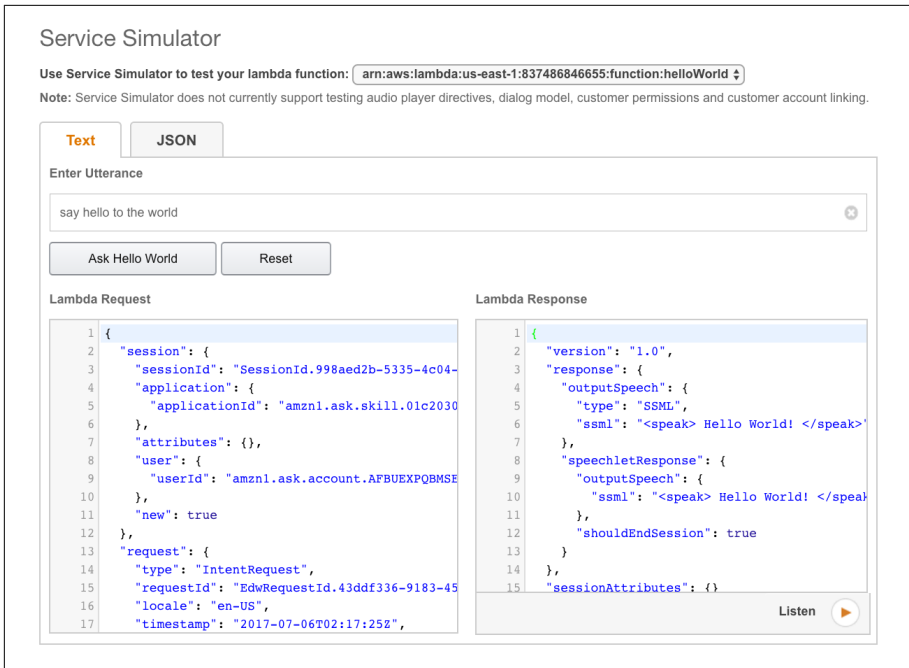 Service Simulator
Use Service Simulator to test your lambda function: arn:aws:lambda:us-east-1:837486846655:function:helloWorld
Note: Service Simulator does not currently support testing audio player directives, dialog model, customer permissions and customer account linking.
Text JSON
Enter Utterance
say hello to the world
Ask Hello World Reset
Lambda Request
1 {
2 "session": {
3 "sessionId": "SessionId.998aed2b-5335-4c04-
4 "application": {
5 "applicationId": "amzn1.ask.skill.01c2030
6 },
7 "attributes": {},
8 "user": {
9 "userId": "amzn1.ask.account.AFBUEXPQBMSE
10 },
11 "new": true
12 },
13 "request": {
14 "type": "IntentRequest",
15 "requestId": "EdwRequestId.43ddf336-9183-45
16 "locale": "en-US",
17 "timestamp": "2017-07-06T02:17:25Z",
Lambda Response
1 {
2 "version": "1.0",
3 "response": {
4 "outputSpeech": {
5 "type": "SSML",
6 "ssml": "<speak> Hello World! </speak>"
7 },
8 "speechletResponse": {
9 "outputSpeech": {
10 "ssml": "<speak> Hello World! </speak
11 },
12 "shouldEndSession": true
13 }
14 },
15 "sessionAttributes": {}
Listen